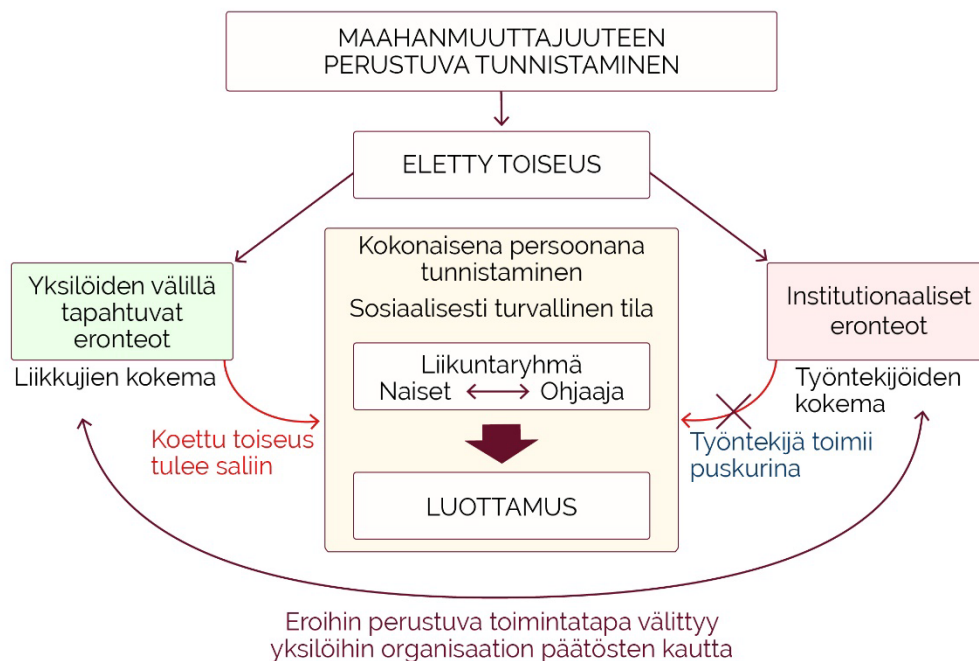 MAAHANMUUTTAJUUTEEN
PERUSTUVA TUNNISTAMINEN
ELETTY TOISEUS
Yksilöiden välillä
tapahtuvat
eronteot
Liikkujien kokema
Koettu toiseus
tulee saliin
Kokonaisena persoonana
tunnistaminen
Sosiaalisesti turvallinen tila
Liikuntaryhmä
Naiset Ohjaaja
LUOTTAMUS
Institutionaaliset
eronteot
Työntekijöiden
kokema
Työntekijä toimii
puskurina
Eroihin perustuva toimintatapa välittyy
yksilöihin organisaation päätösten kautta